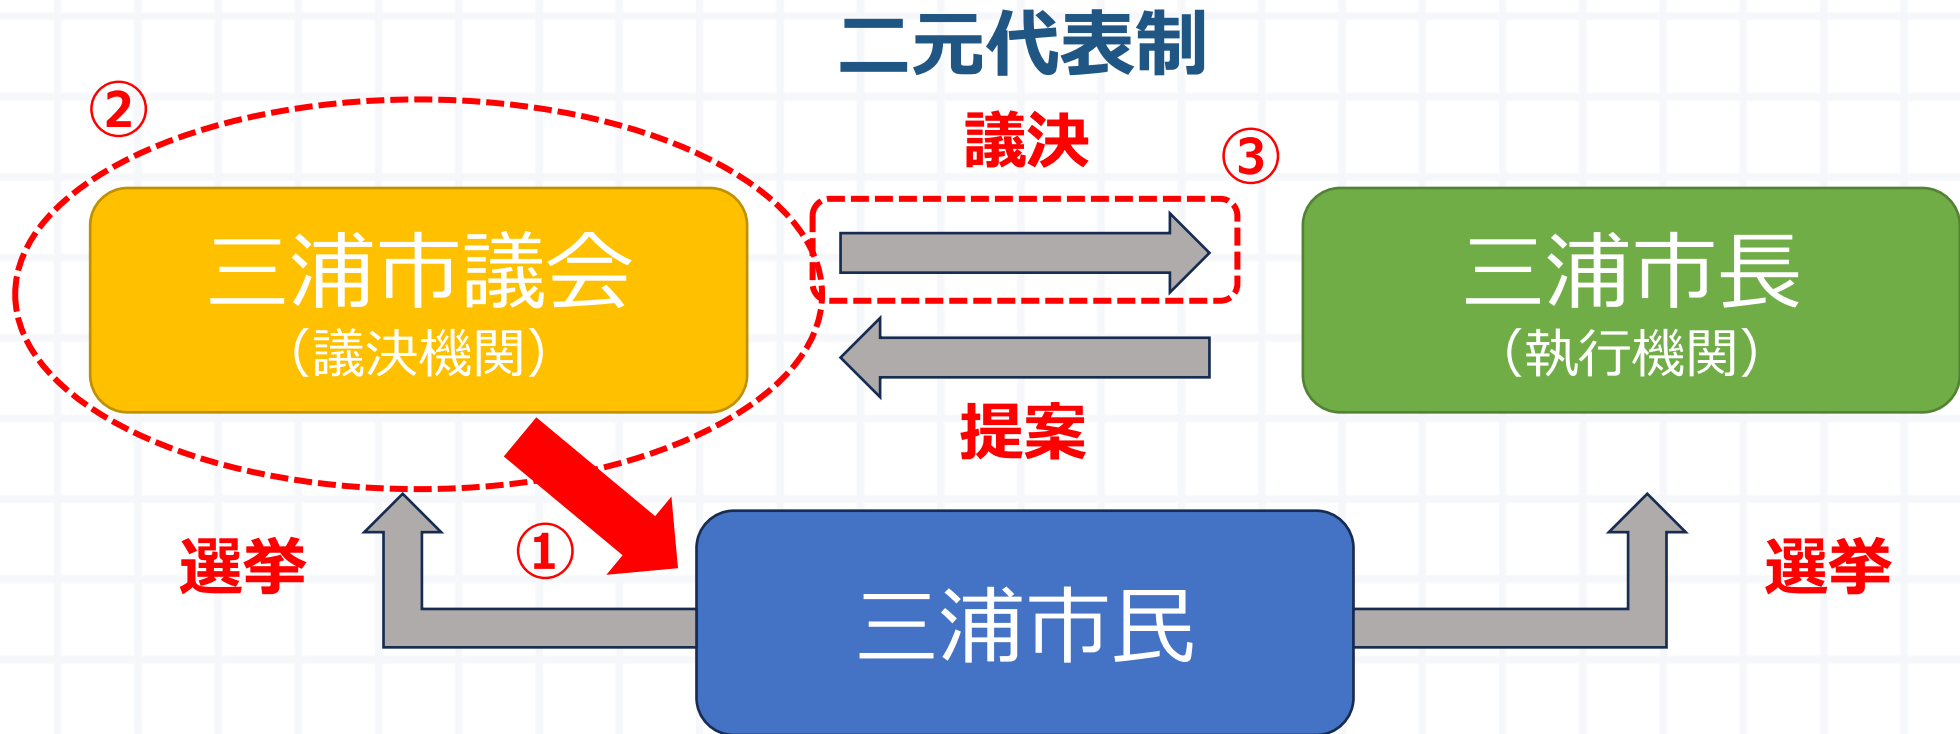 二元代表制
②
議決
③
三浦市議会
（議決機関）
三浦市長
（執行機関）
提案
選挙
①
選挙
三浦市民